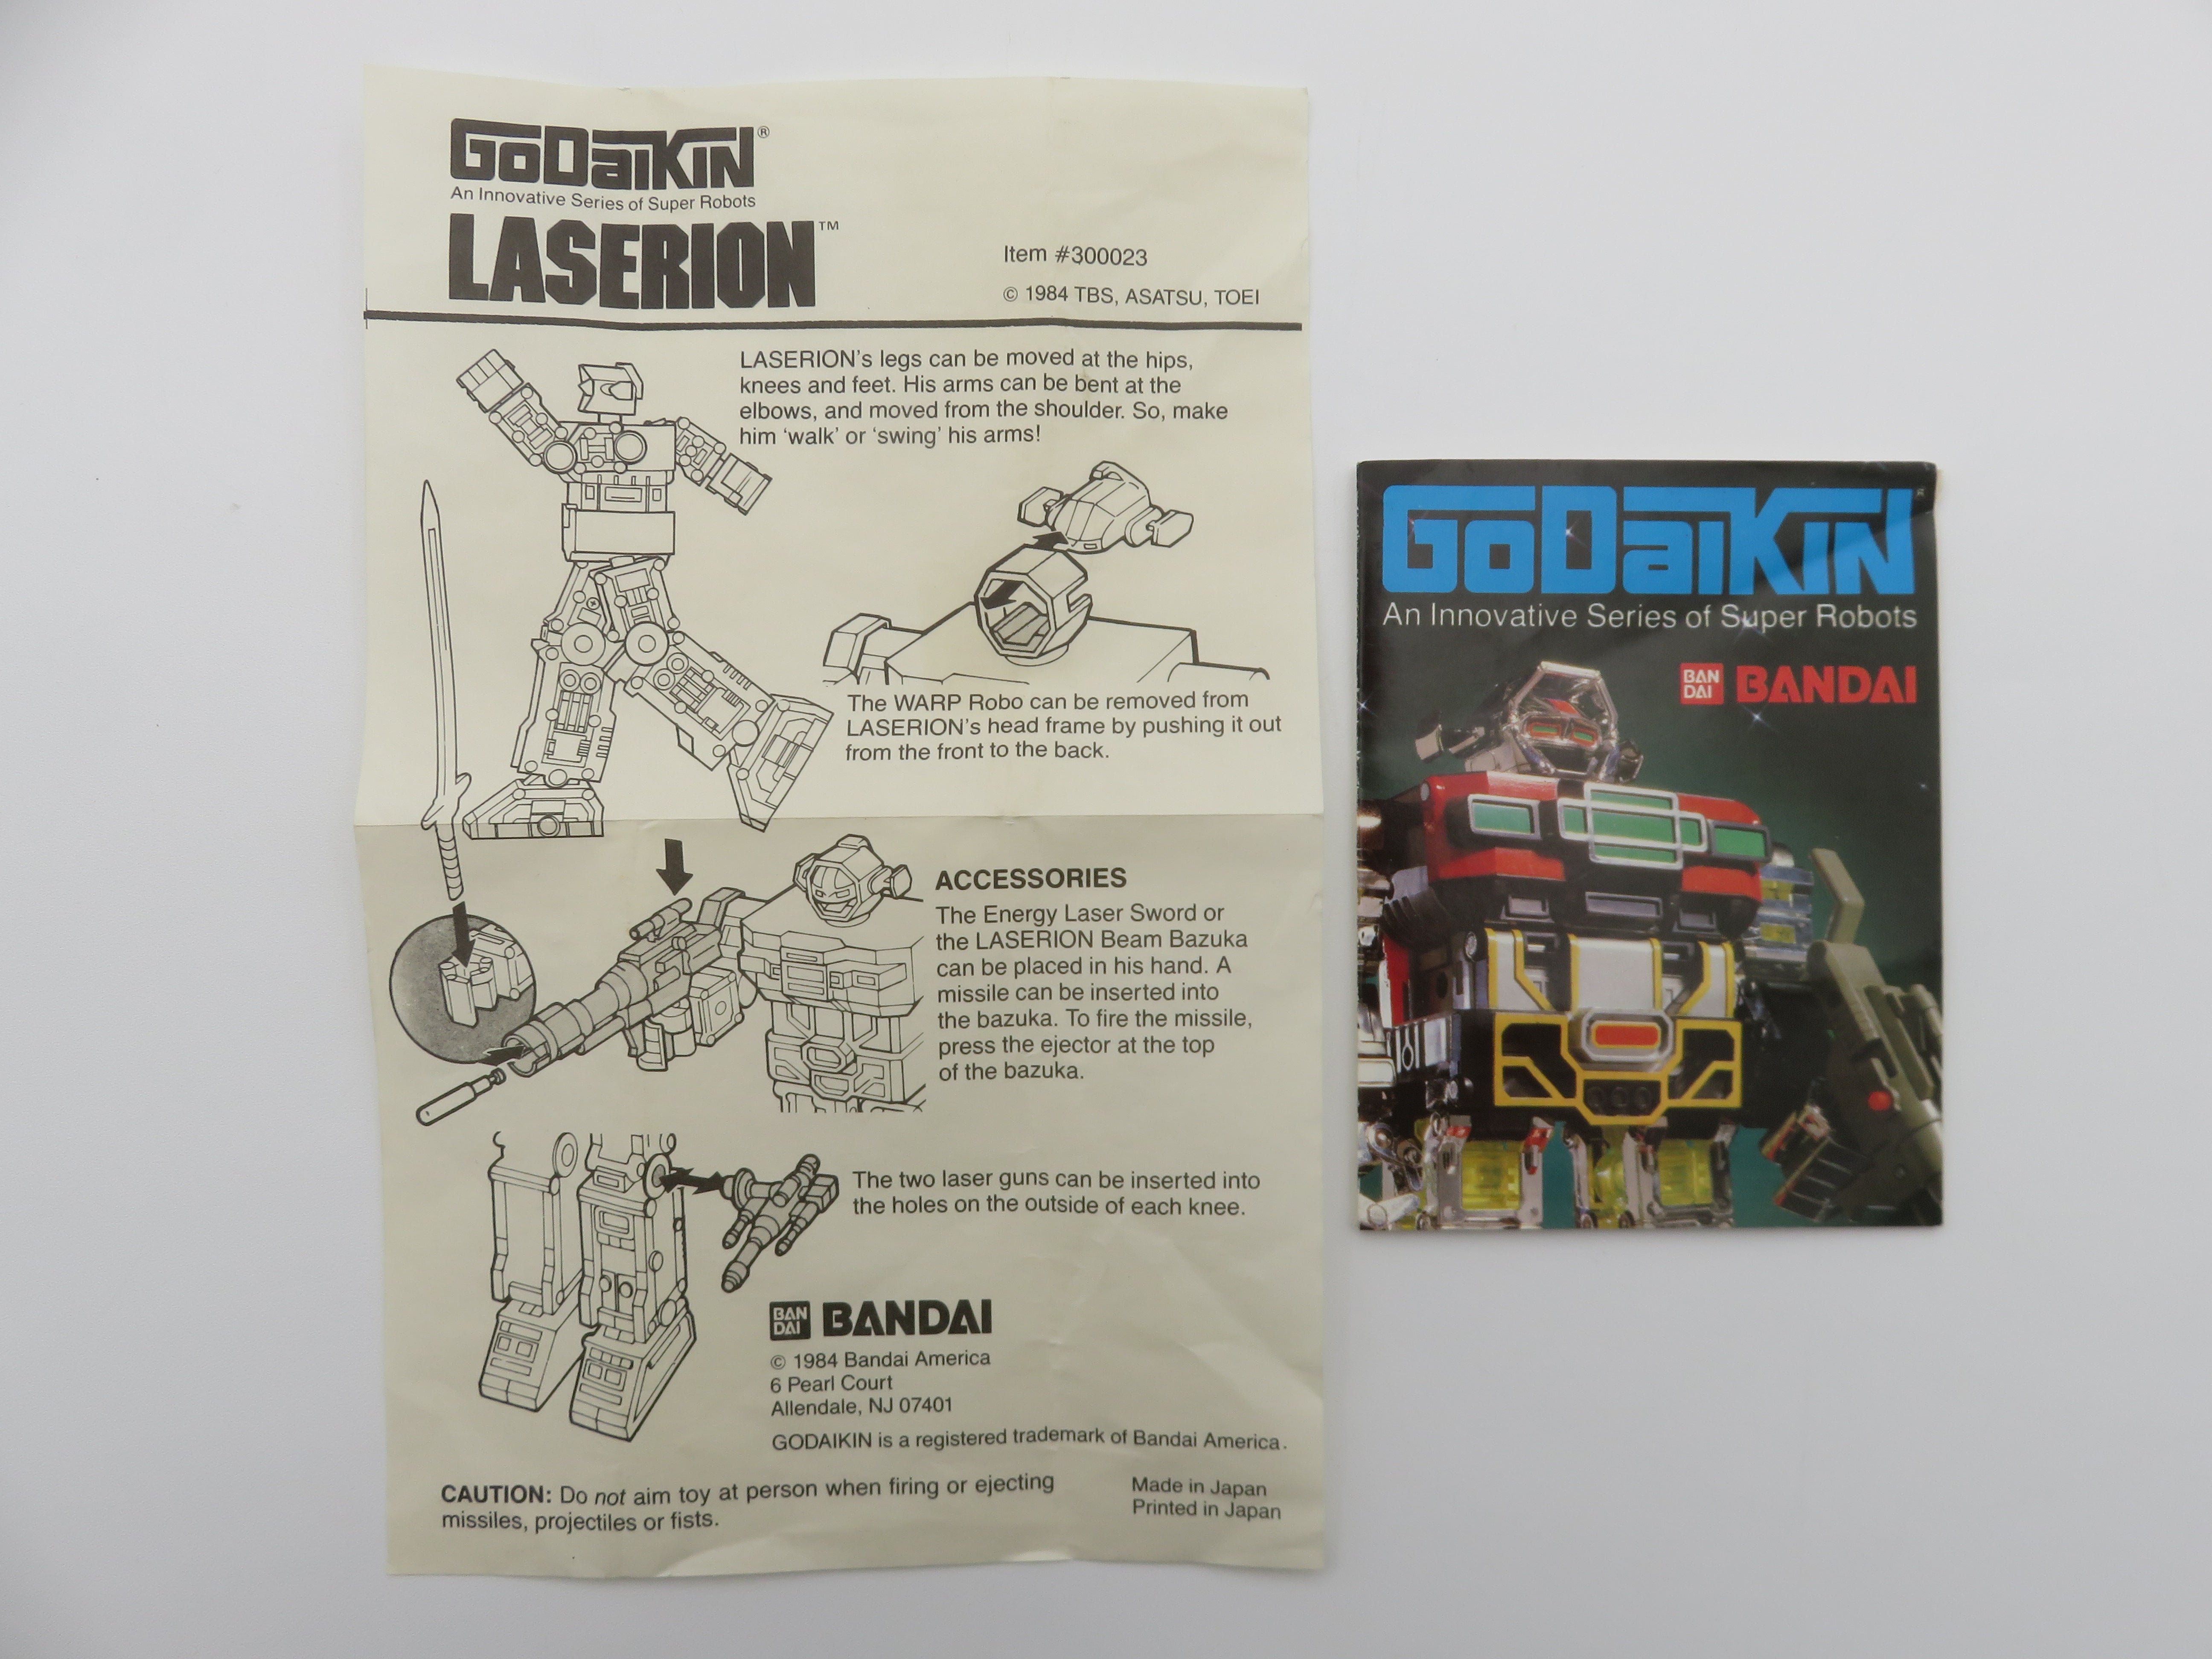 GoDaiKin®
An Innovative Series of Super Robots
LASERION™
Item #300023
© 1984 TBS, ASATSU, TOEI
LASERION's legs can be moved at the hips,
knees and feet. His arms can be bent at the
elbows, and moved from the shoulder. So, make
him 'walk' or 'swing' his arms!
The WARP Robo can be removed from
LASERION's head frame by pushing it out
from the front to the back.
ACCESSORIES
The Energy Laser Sword or
the LASERION Beam Bazuka
can be placed in his hand. A
missile can be inserted into
the bazuka. To fire the missile,
press the ejector at the top
of the bazuka.
The two laser guns can be inserted into
the holes on the outside of each knee.
BAN
DAI
BANDAI
© 1984 Bandai America
6 Pearl Court
Allendale, NJ 07401
GODAIKIN is a registered trademark of Bandai America.
CAUTION: Do not aim toy at person when firing or ejecting
missiles, projectiles or fists.
Made in Japan
Printed in Japan
GoDaiKin®
An Innovative Series of Super Robots
BAN
DAI
BANDAI